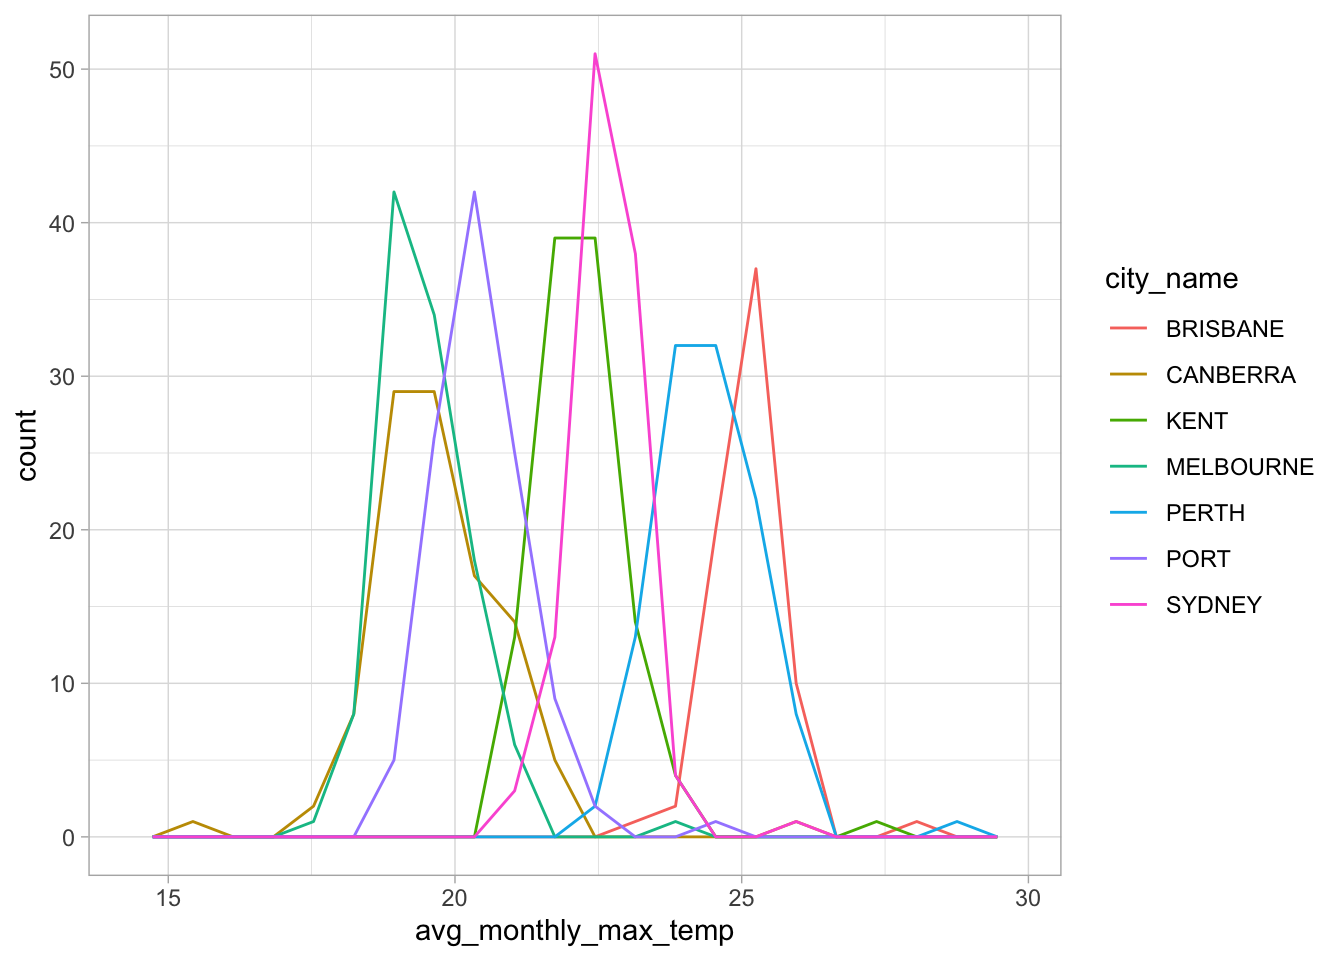 50
40
30
20
10
0
count
15
20
25
30
avg_monthly_max_temp
city_name
BRISBANE
CANBERRA
KENT
MELBOURNE
PERTH
PORT
SYDNEY